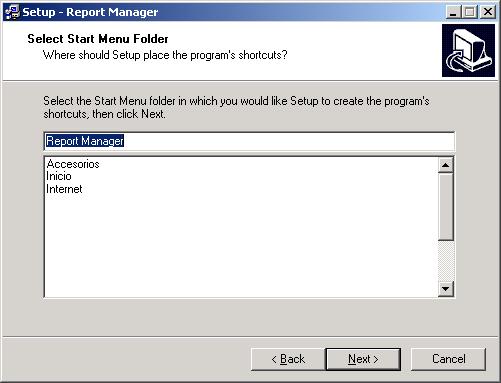 Setup - Report Manager
Select Start Menu Folder
Where should Setup place the program's shortcuts?
Select the Start Menu folder in which you would like Setup to create the program's
shortcuts, then click Next.
Report Manager
Accesorios
Inicio
Internet
< Back
Next >
Cancel